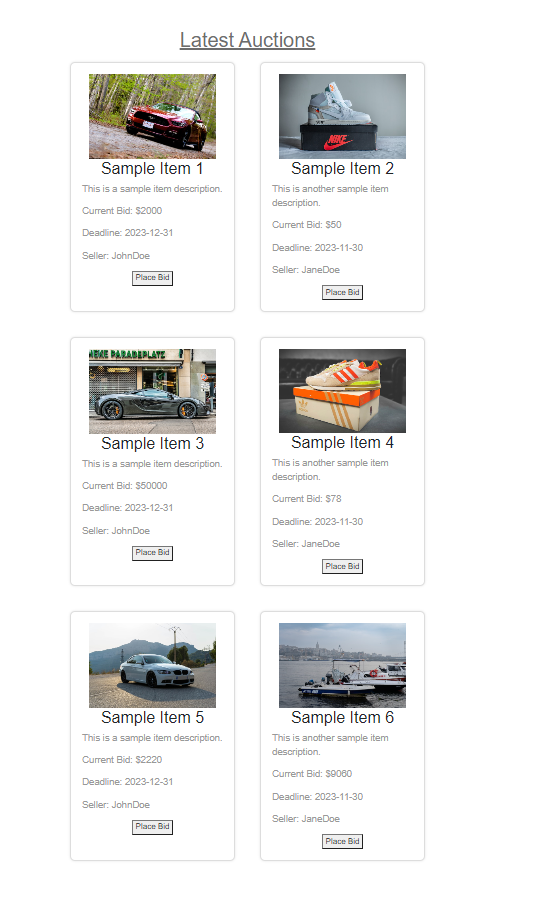 Latest Auctions
Sample Item 1
This is a sample item description.
Current Bid: $2000
Deadline: 2023-12-31
Seller: JohnDoe
Place Bid
NIKE
Sample Item 2
This is another sample item
description.
Current Bid: $50
Deadline: 2023-11-30
Seller: JaneDoe
Place Bid
PARADEPLATZ
Sample Item 3
This is a sample item description.
Current Bid: $50000
Deadline: 2023-12-31
Seller: JohnDoe
Place Bid
Sample Item 4
This is another sample item
description.
Current Bid: $78
Deadline: 2023-11-30
Seller: JaneDoe
Place Bid
Sample Item 5
This is a sample item description.
Current Bid: $2220
Deadline: 2023-12-31
Seller: JohnDoe
Place Bid
Sample Item 6
This is another sample item
description.
Current Bid: $9060
Deadline: 2023-11-30
Seller: JaneDoe
Place Bid